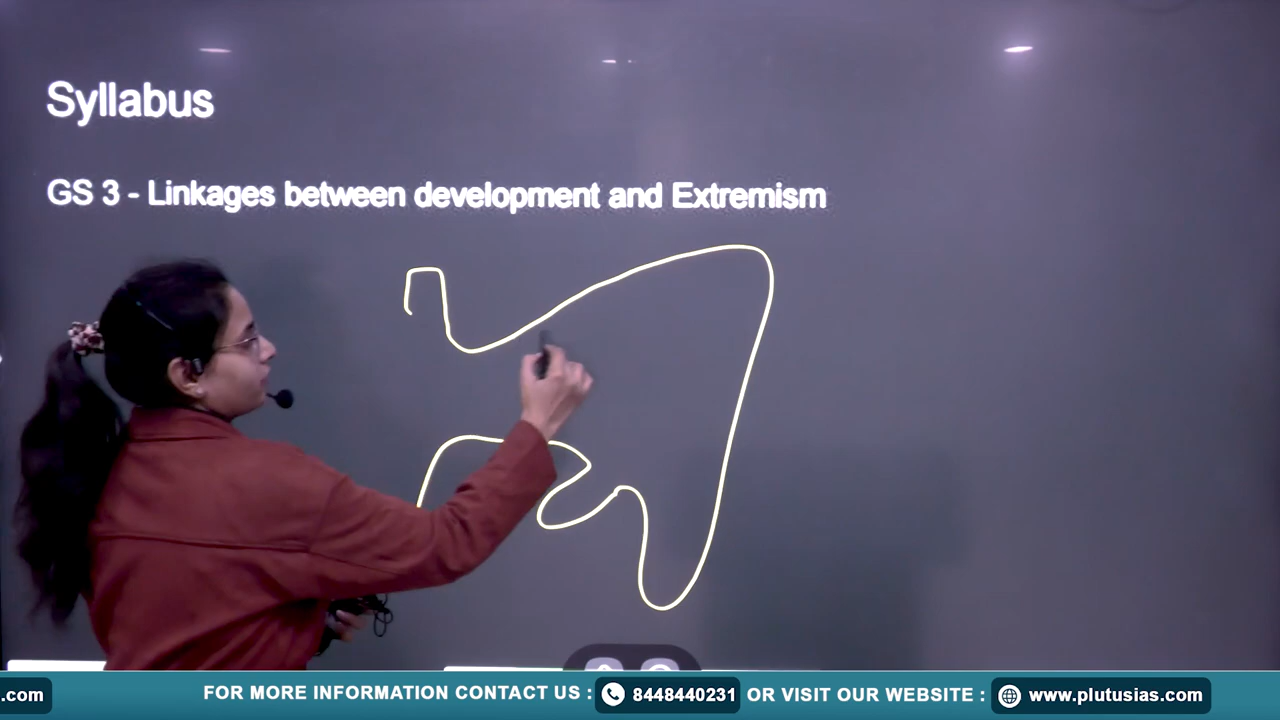 Syllabus
GS 3 - Linkages between development and Extremism
.com FOR MORE INFORMATION CONTACT US : 8448440231 OR VISIT OUR WEBSITE : www.plutusias.com